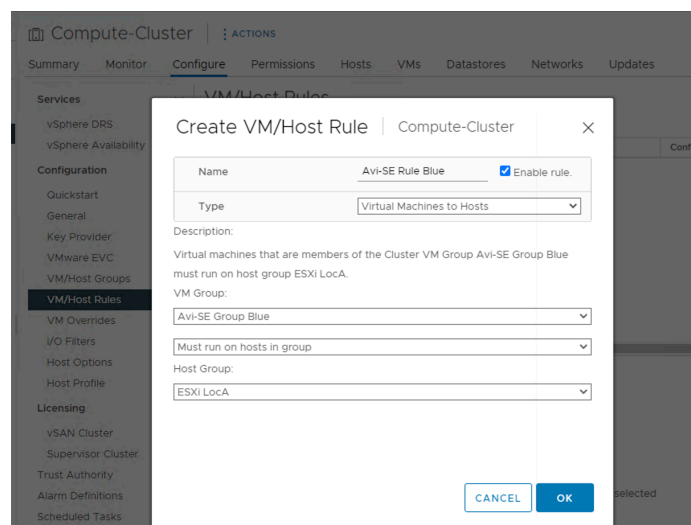 Compute-Cluster
ACTIONS
Summary Monitor Configure Permissions Hosts VMs Datastores Networks Updates
Services
vSphere DRS
vSphere Availability
Configuration
Quickstart
General
Key Provider
VMware EVC
VM/Host Groups
VM/Host Rules
VM Overrides
I/O Filters
Host Options
Host Profile
Licensing
vSAN Cluster
Supervisor Cluster
Trust Authority
Alarm Definitions
Scheduled Tasks
VM/Host Rules
Create VM/Host Rule Compute-Cluster
Name Avi-SE Rule Blue Enable rule.
Type Virtual Machines to Hosts
Description:
Virtual machines that are members of the Cluster VM Group Avi-SE Group Blue
must run on host group ESXi LocA.
VM Group:
Avi-SE Group Blue
Must run on hosts in group
Host Group:
ESXi LocA
CANCEL OK
Conf
selected